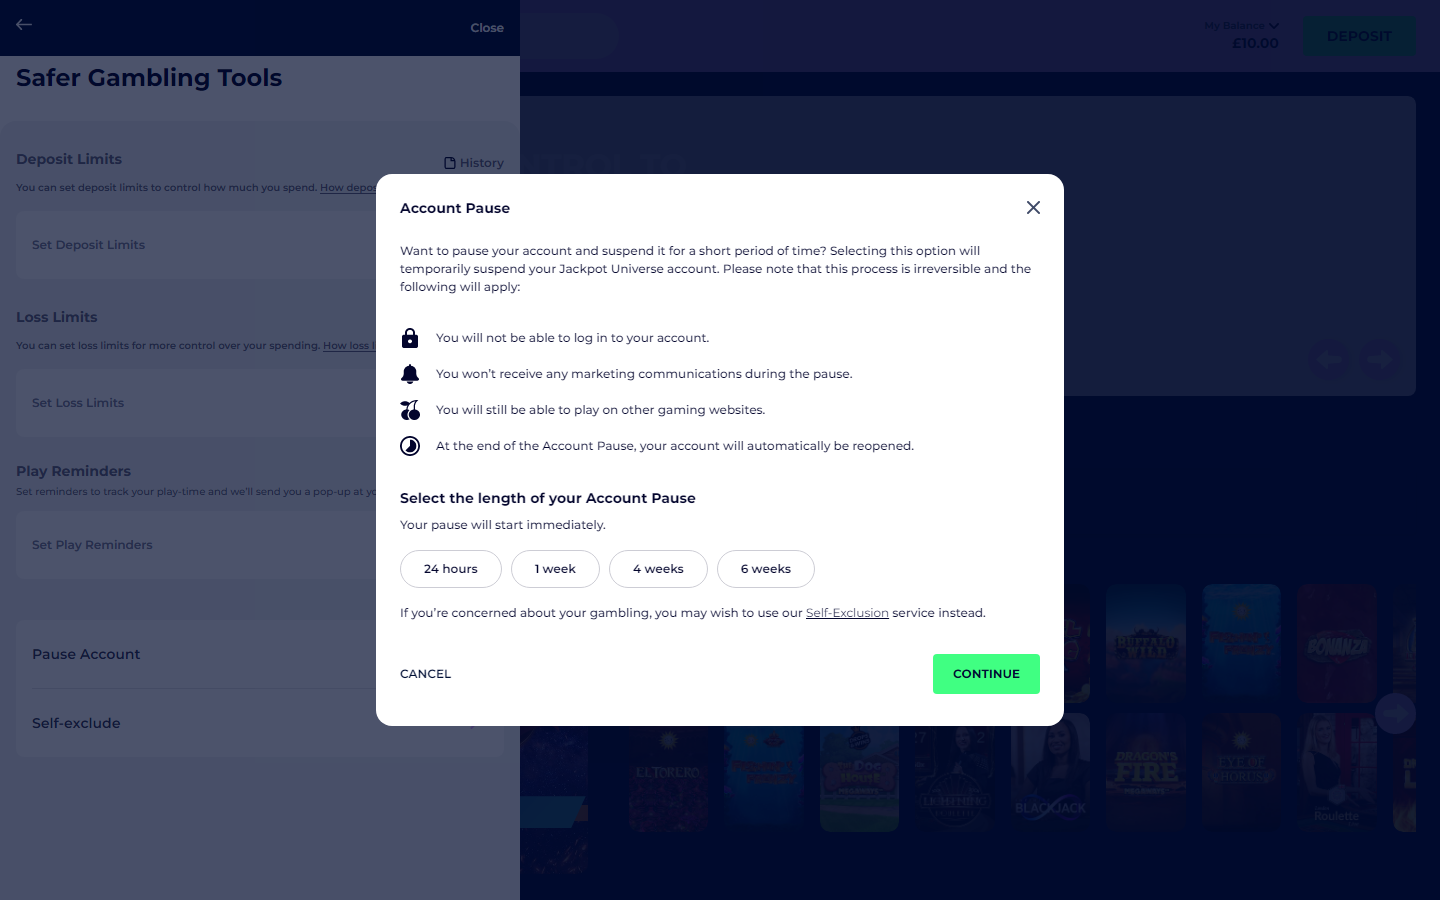 Close
My Balance
£10.00
DEPOSIT
Safer Gambling Tools
Deposit Limits
History
You can set deposit limits to control how much you spend. How depos
Set Deposit Limits
Loss Limits
You can set loss limits for more control over your spending. How loss l
Set Loss Limits
Play Reminders
Set reminders to track your play-time and we'll send you a pop-up at yo
Set Play Reminders
Pause Account
Self-exclude
Account Pause
Want to pause your account and suspend it for a short period of time? Selecting this option will
temporarily suspend your Jackpot Universe account. Please note that this process is irreversible and the
following will apply:
You will not be able to log in to your account.
You won't receive any marketing communications during the pause.
You will still be able to play on other gaming websites.
At the end of the Account Pause, your account will automatically be reopened.
Select the length of your Account Pause
Your pause will start immediately.
24 hours
1 week
4 weeks
6 weeks
If you're concerned about your gambling, you may wish to use our Self-Exclusion service instead.
CANCEL
CONTINUE
BUFFALO
WILD
BONANZA
EL TORERO
DOG
HOUSE
MEGAWAYS
LIGHTNING
BLACKJACK
DRAGON'S
FIRE
MEGAWAYS
EYE OF
HORUS
Roulette